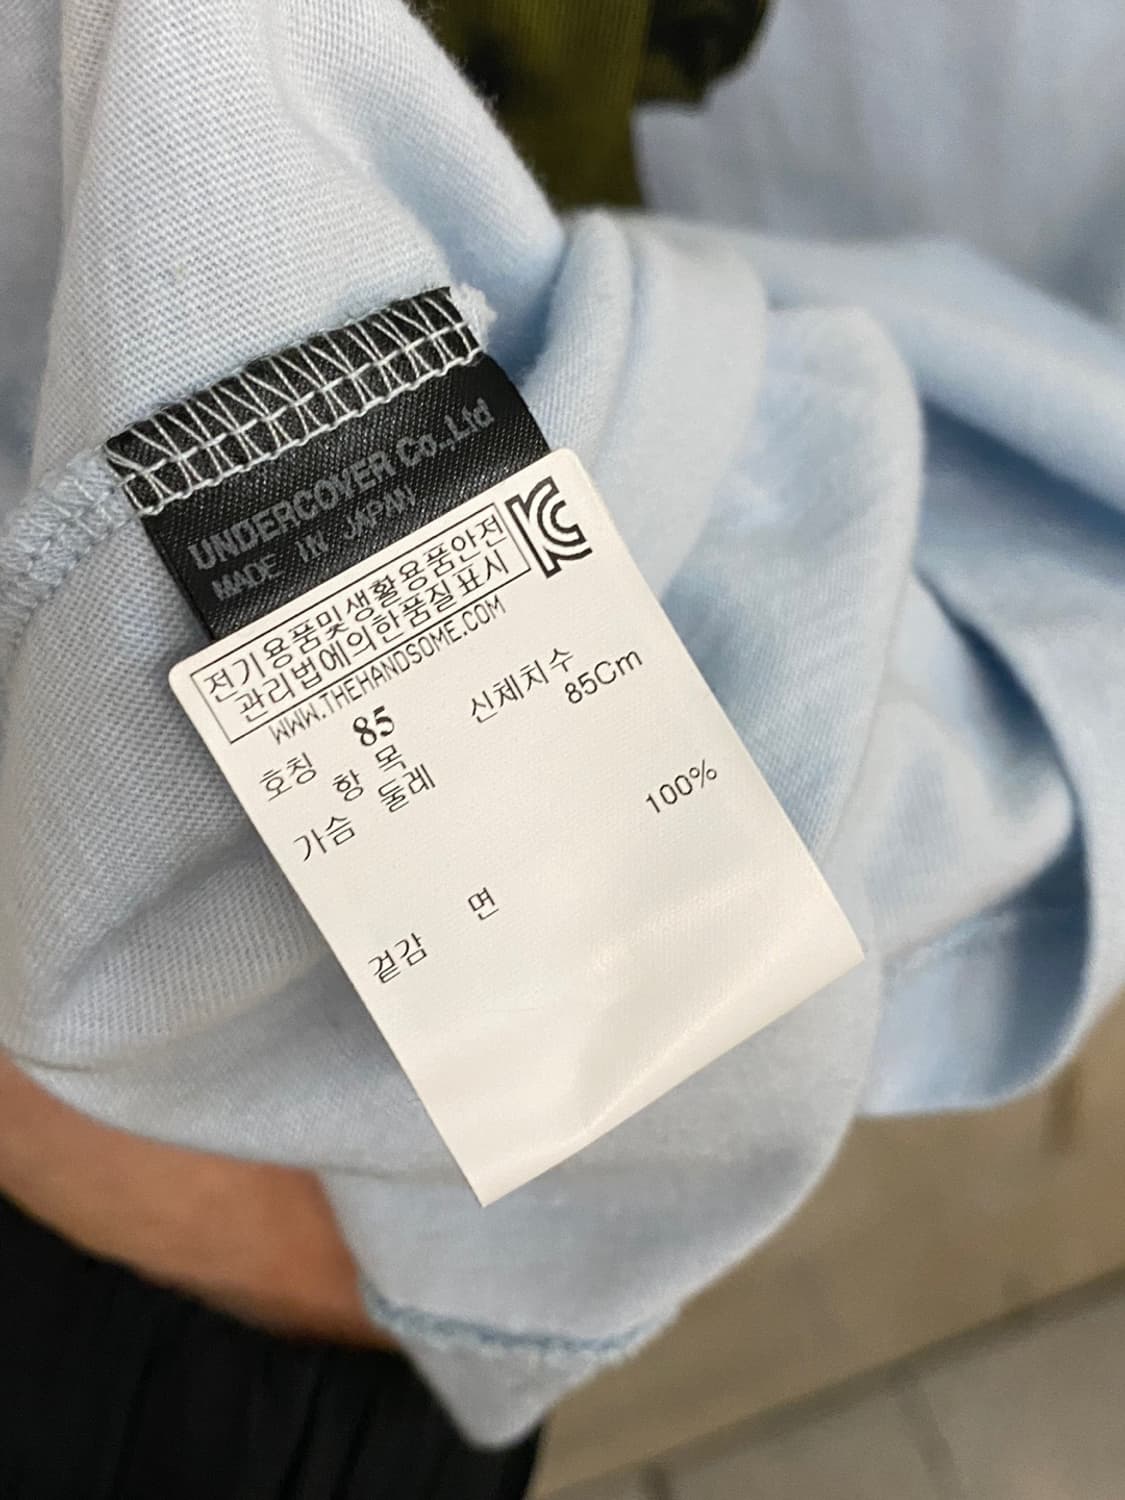 UNDERCOVER Co.,Ltd
MADE IN JAPAN
전기용품및생활용품안전
관리법에의한품질표시
WWW.THEHANDSOME.COM
호칭 85
항 목 신체치수
가슴 둘레 85Cm
겉감 면 100%